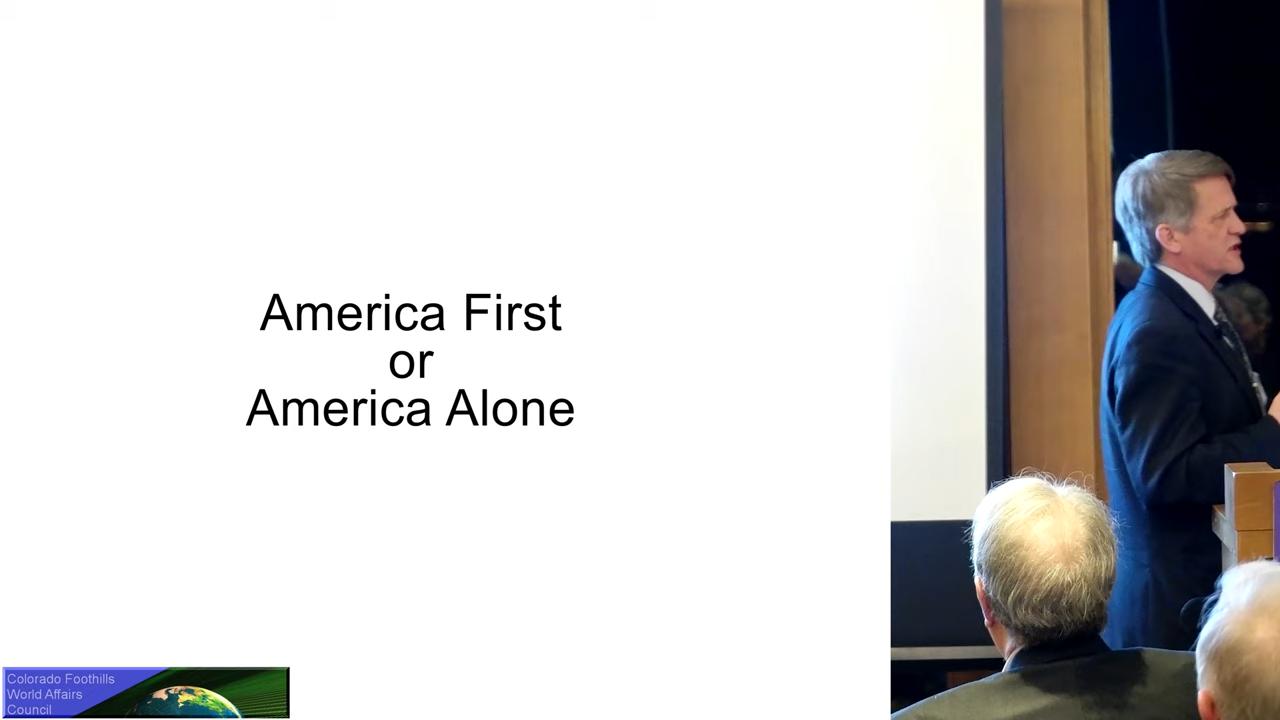 America First
or
America Alone
Colorado Foothills
World Affairs
Council